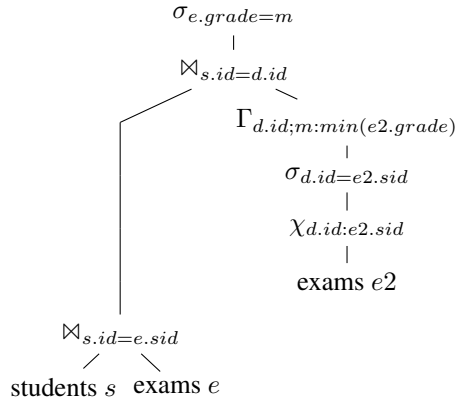 σ_{e.grade=m}
⋈_{s.id=d.id}
Γ_{d.id;m:min(e2.grade)}
σ_{d.id=e2.sid}
χ_{d.id:e2.sid}
exams e2
⋈_{s.id=e.sid}
students s exams e